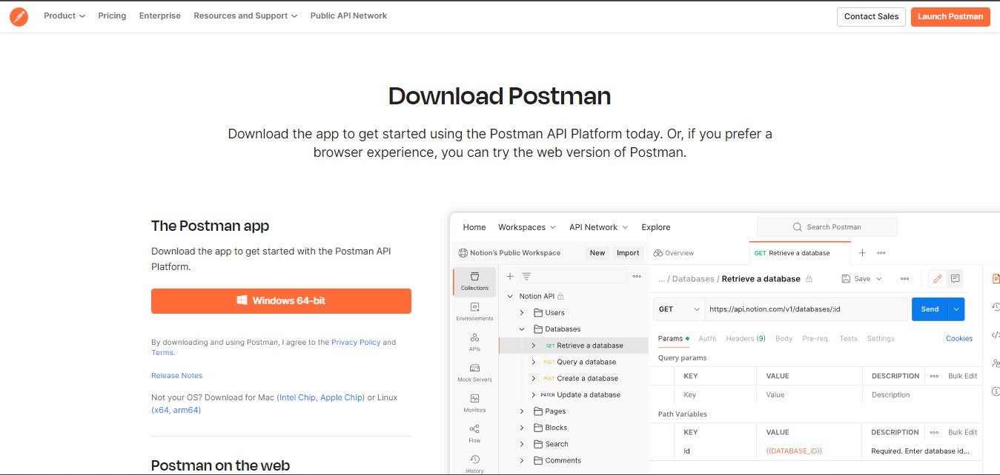 Product
Pricing
Enterprise
Resources and Support
Public API Network
Contact Sales
Launch Postman
Download Postman
Download the app to get started using the Postman API Platform today. Or, if you prefer a
browser experience, you can try the web version of Postman.
The Postman app
Download the app to get started with the Postman API
Platform.
Windows 64-bit
By downloading and using Postman, I agree to the Privacy Policy and
Terms.
Release Notes
Not your OS? Download for Mac (Intel Chip, Apple Chip) or Linux
(x64, arm64)
Postman on the web
Home
Workspaces
API Network
Explore
Search Postman
Notion's Public Workspace
New
Import
Overview
GET Retrieve a database
Collections
Environements
APIs
Mock Servers
Monitors
Flow
History
Notion API
Users
Databases
GET Retrieve a database
POST Query a database
POST Create a database
PATCH Update a database
Pages
Blocks
Search
Comments
... / Databases / Retrieve a database
Save
GET
https://api.notion.com/v1/databases/:id
Send
Params
Auth\
Headers (9)
Body
Pre-req.
Tests
Settings
Cookies
Query params
KEY
VALUE
DESCRIPTION
Bulk Edit
Key
Value
Description
Path Variables
KEY
VALUE
DESCRIPTION
Bulk Edit
id
{{DATABASE_ID}}
Required. Enter database id...